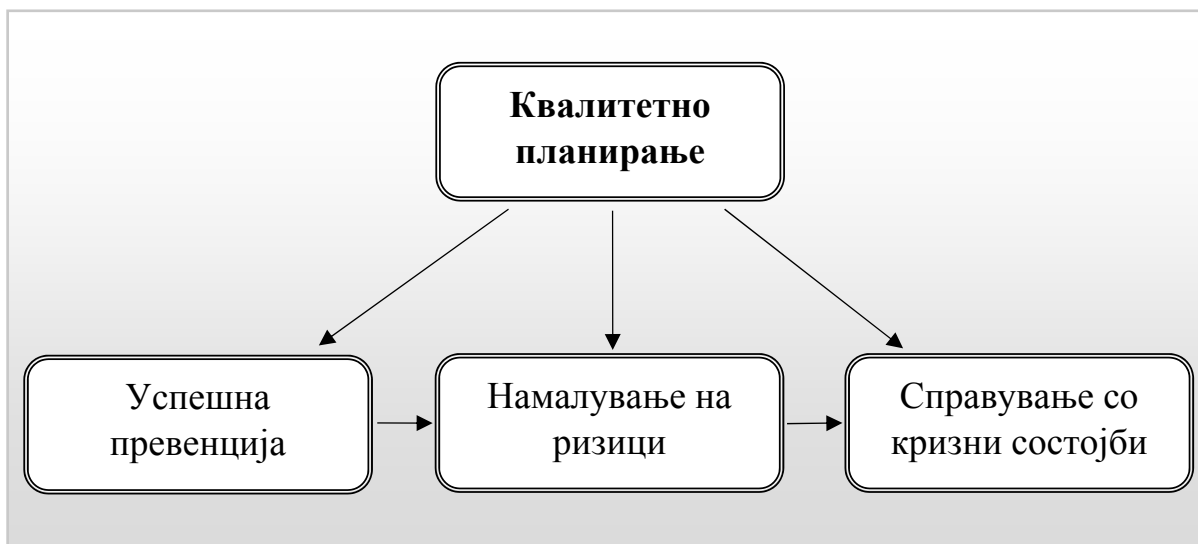 Квалитетно
планирање
Успешна
превенција
Намалување на
ризици
Справување со
кризни состојби